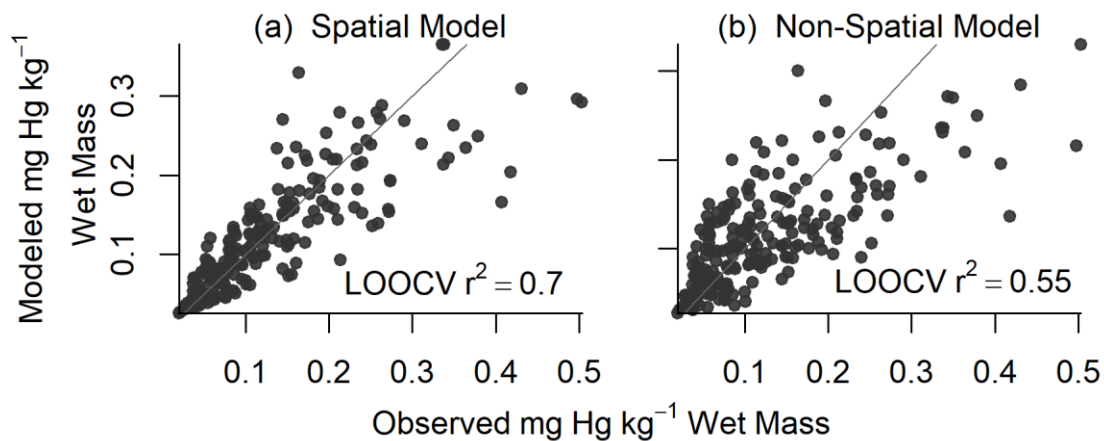 (a) Spatial Model
(b) Non-Spatial Model
Modeled mg Hg kg⁻¹
Wet Mass
0.3
0.2
0.1
LOOCV r² = 0.7
LOOCV r² = 0.55
0.1 0.2 0.3 0.4 0.5
0.1 0.2 0.3 0.4 0.5
Observed mg Hg kg⁻¹ Wet Mass